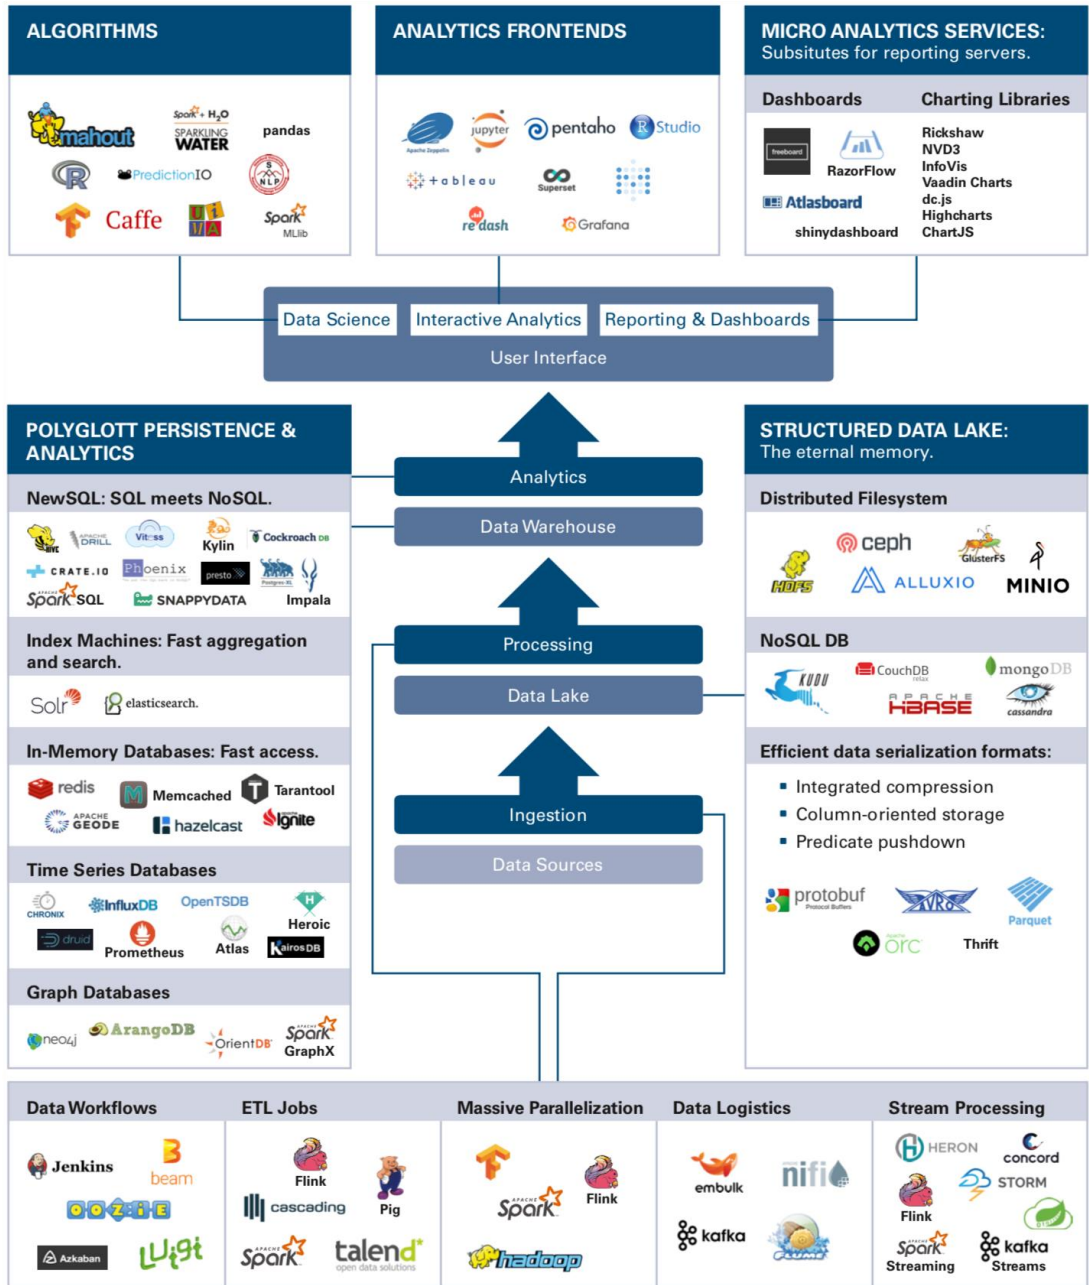 ALGORITHMS
mahout
Spark + H2O
SPARKLING
WATER
pandas
R
PredictionIO
S
NLP
Caffe
UiMA
Spark
MLlib
ANALYTICS FRONTENDS
Apache Zeppelin
jupyter
pentaho
R Studio
+ a b l e a u
Superset
redash
Grafana
MICRO ANALYTICS SERVICES:
Subsitutes for reporting servers.
Dashboards
freeboard
RazorFlow
Atlasboard
shinydashboard
Charting Libraries
Rickshaw
NVD3
InfoVis
Vaadin Charts
dc.js
Highcharts
ChartJS
Data Science
Interactive Analytics
Reporting & Dashboards
User Interface
Analytics
Data Warehouse
Processing
Data Lake
Ingestion
Data Sources
POLYGLOTT PERSISTENCE &
ANALYTICS
NewSQL: SQL meets NoSQL.
HIVE
APACHE
DRILL
Vitess
Kylin
Cockroach DB
CRATE.IO
Phoenix
presto
Postgres-XL
APACHE
Spark SQL
SNAPPYDATA
Impala
Index Machines: Fast aggregation
and search.
Solr
elasticsearch.
In-Memory Databases: Fast access.
redis
M
Memcached
T
Tarantool
APACHE
GEODE
hazelcast
Ignite
Time Series Databases
CHRONIX
InfluxDB
OpenTSDB
H
Heroic
druid
Prometheus
Atlas
KairosDB
Graph Databases
neo4j
ArangoDB
OrientDB
APACHE
Spark
GraphX
STRUCTURED DATA LAKE:
The eternal memory.
Distributed Filesystem
HDFS
ceph
GlusterFS
ALLUXIO
MINIO
NoSQL DB
KUDU
CouchDB
relax
mongoDB
APACHE
HBASE
cassandra
Efficient data serialization formats:
▪ Integrated compression
▪ Column-oriented storage
▪ Predicate pushdown
protobuf
Protocol Buffers
AVRO
Parquet
APACHE
orc
Thrift
Data Workflows
Jenkins
beam
OOZIE
Azkaban
Luigi
ETL Jobs
Flink
cascading
Pig
APACHE
Spark
talend*
open data solutions
Massive Parallelization
APACHE
Spark
Flink
hadoop
Data Logistics
embulk
nifi
kafka
Stream Processing
HERON
concord
Flink
STORM
Spark
Streaming
kafka
Streams